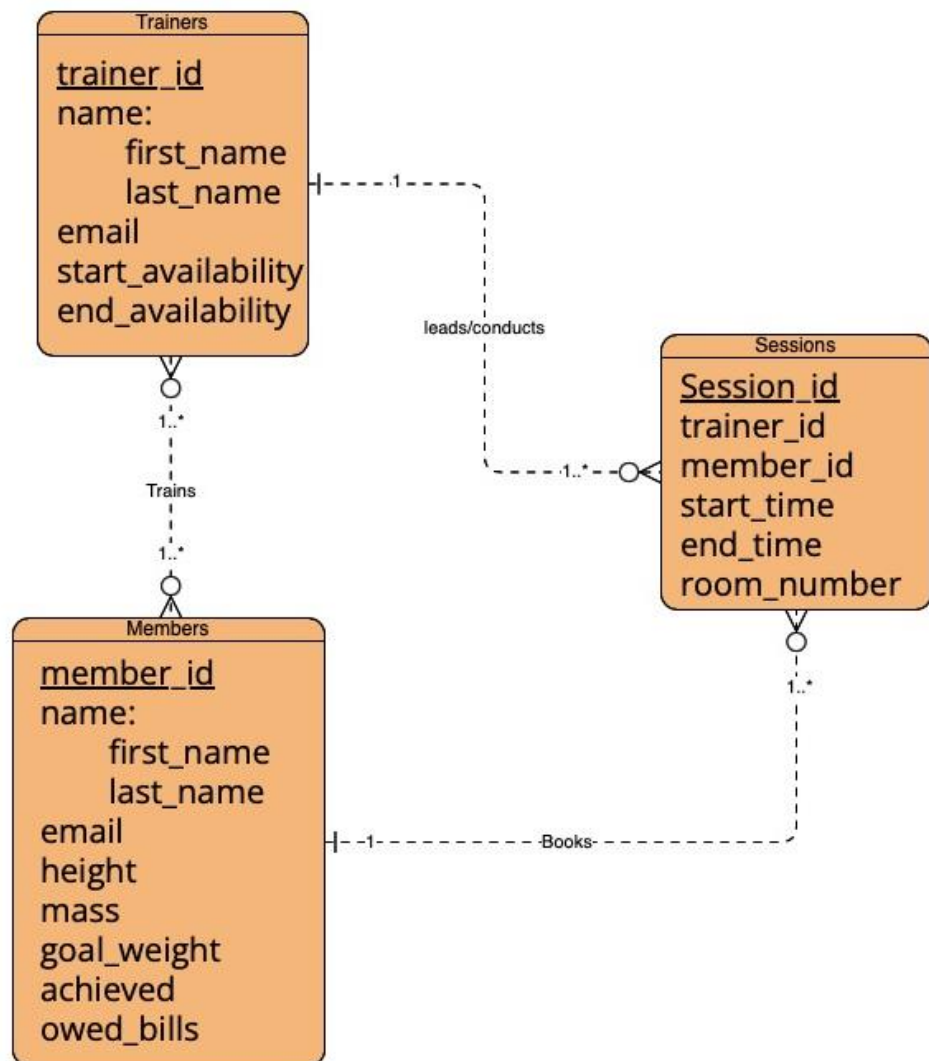 Trainers
trainer_id
name:
first_name
last_name
email
start_availability
end_availability
1
leads/conducts
1..*
Sessions
Session_id
trainer_id
member_id
start_time
end_time
room_number
1..*
Trains
1..*
Members
member_id
name:
first_name
last_name
email
height
mass
goal_weight
achieved
owed_bills
1
Books
1..*